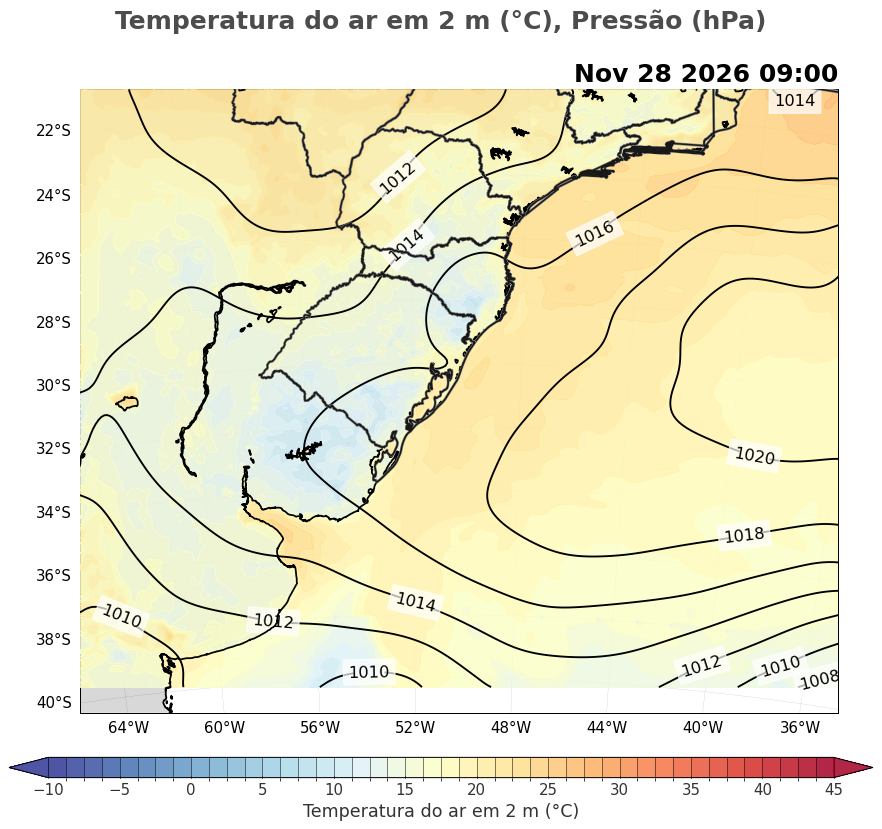 Temperatura do ar em 2 m (°C), Pressão (hPa)
Nov 28 2026 09:00
1014
22°S
1012
24°S
1016
1014
26°S
28°S
30°S
32°S
1020
34°S
1018
36°S
1014
1010
1012
38°S
1012
1010
1010
1008
40°S
64°W 60°W 56°W 52°W 48°W 44°W 40°W 36°W
−10 −5 0 5 10 15 20 25 30 35 40 45
Temperatura do ar em 2 m (°C)